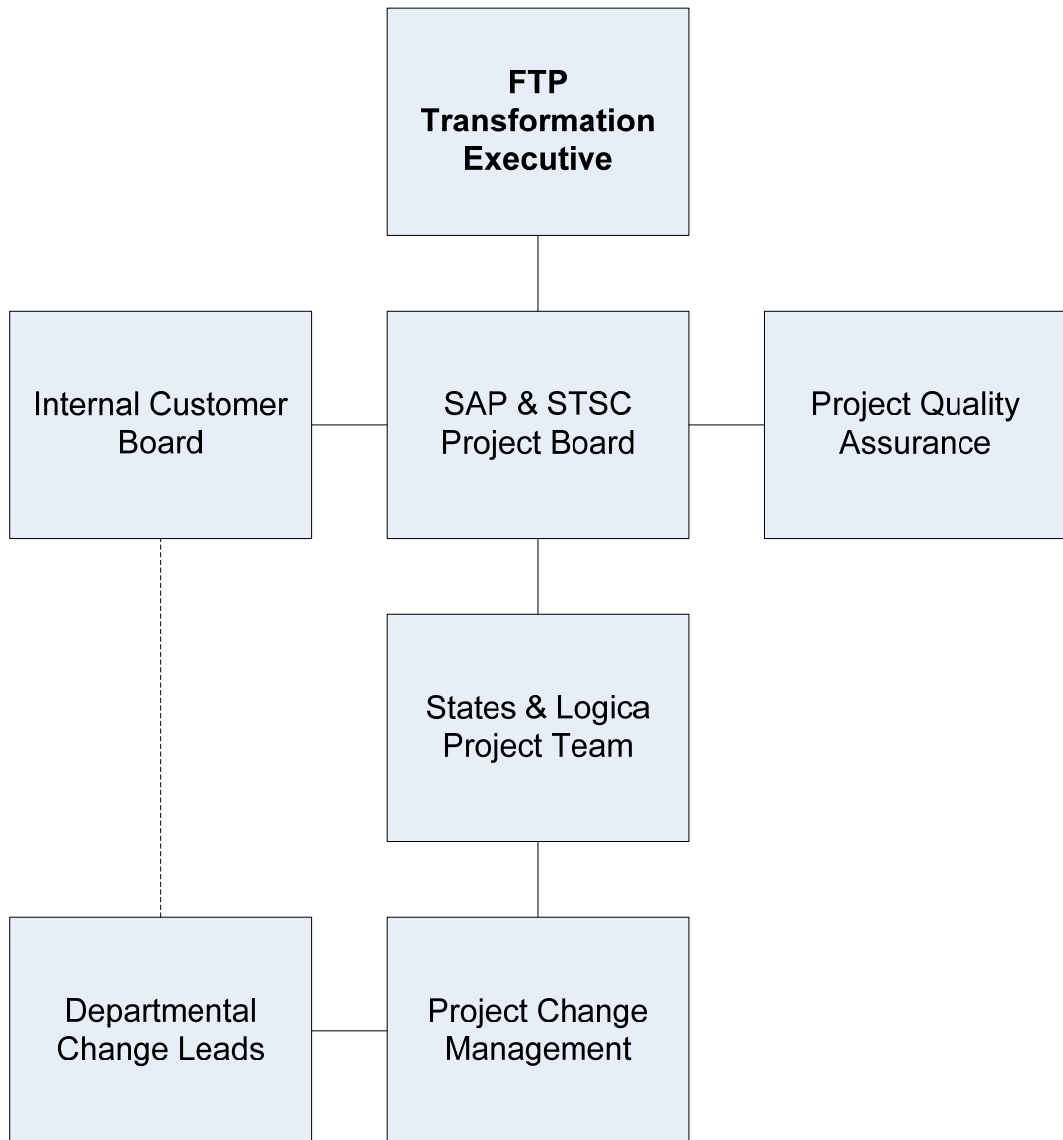 FTP
Transformation
Executive
Internal Customer
Board
SAP & STSC
Project Board
Project Quality
Assurance
States & Logica
Project Team
Departmental
Change Leads
Project Change
Management